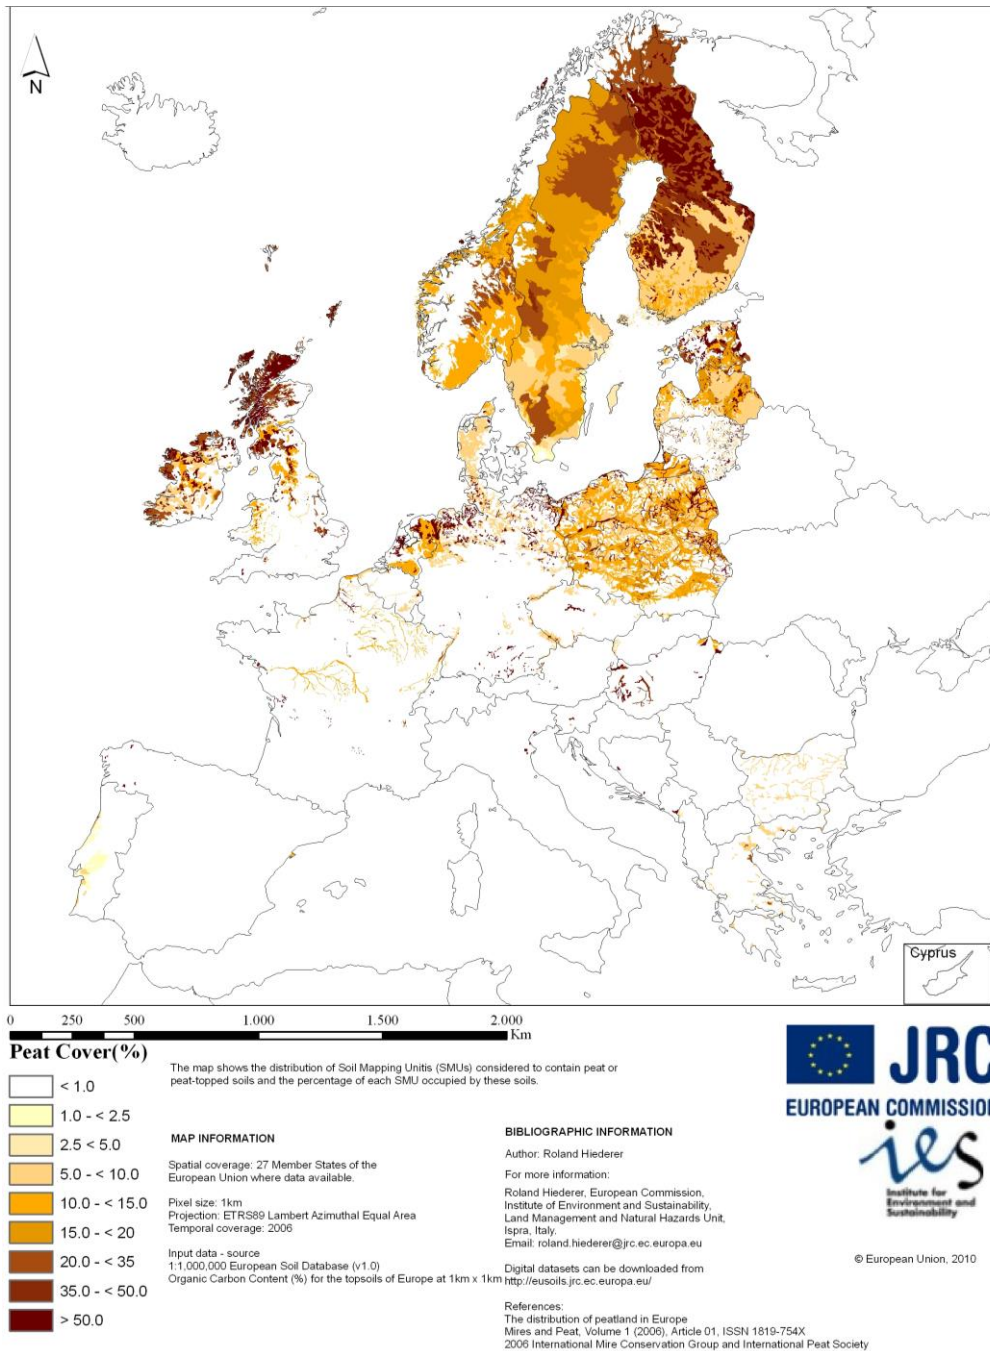 N
Cyprus
0 250 500 1.000 1.500 2.000
Km
Peat Cover(%)
< 1.0
1.0 - < 2.5
2.5 < 5.0
5.0 - < 10.0
10.0 - < 15.0
15.0 - < 20
20.0 - < 35
35.0 - < 50.0
> 50.0
The map shows the distribution of Soil Mapping Unitis (SMUs) considered to contain peat or
peat-topped soils and the percentage of each SMU occupied by these soils.
MAP INFORMATION
Spatial coverage: 27 Member States of the
European Union where data available.
Pixel size: 1km
Projection: ETRS89 Lambert Azimuthal Equal Area
Temporal coverage: 2006
Input data - source
1:1,000,000 European Soil Database (v1.0)
Organic Carbon Content (%) for the topsoils of Europe at 1km x 1km
BIBLIOGRAPHIC INFORMATION
Author: Roland Hiederer
For more information:
Roland Hiederer, European Commission,
Institute of Environment and Sustainability,
Land Management and Natural Hazards Unit,
Ispra, Italy.
Email: roland.hiederer@jrc.ec.europa.eu
Digital datasets can be downloaded from
http://eusoils.jrc.ec.europa.eu/
References:
The distribution of peatland in Europe
Mires and Peat, Volume 1 (2006), Article 01, ISSN 1819-754X
2006 International Mire Conservation Group and International Peat Society
JRC
EUROPEAN COMMISSION
ies
Institute for
Environment and
Sustainability
© European Union, 2010